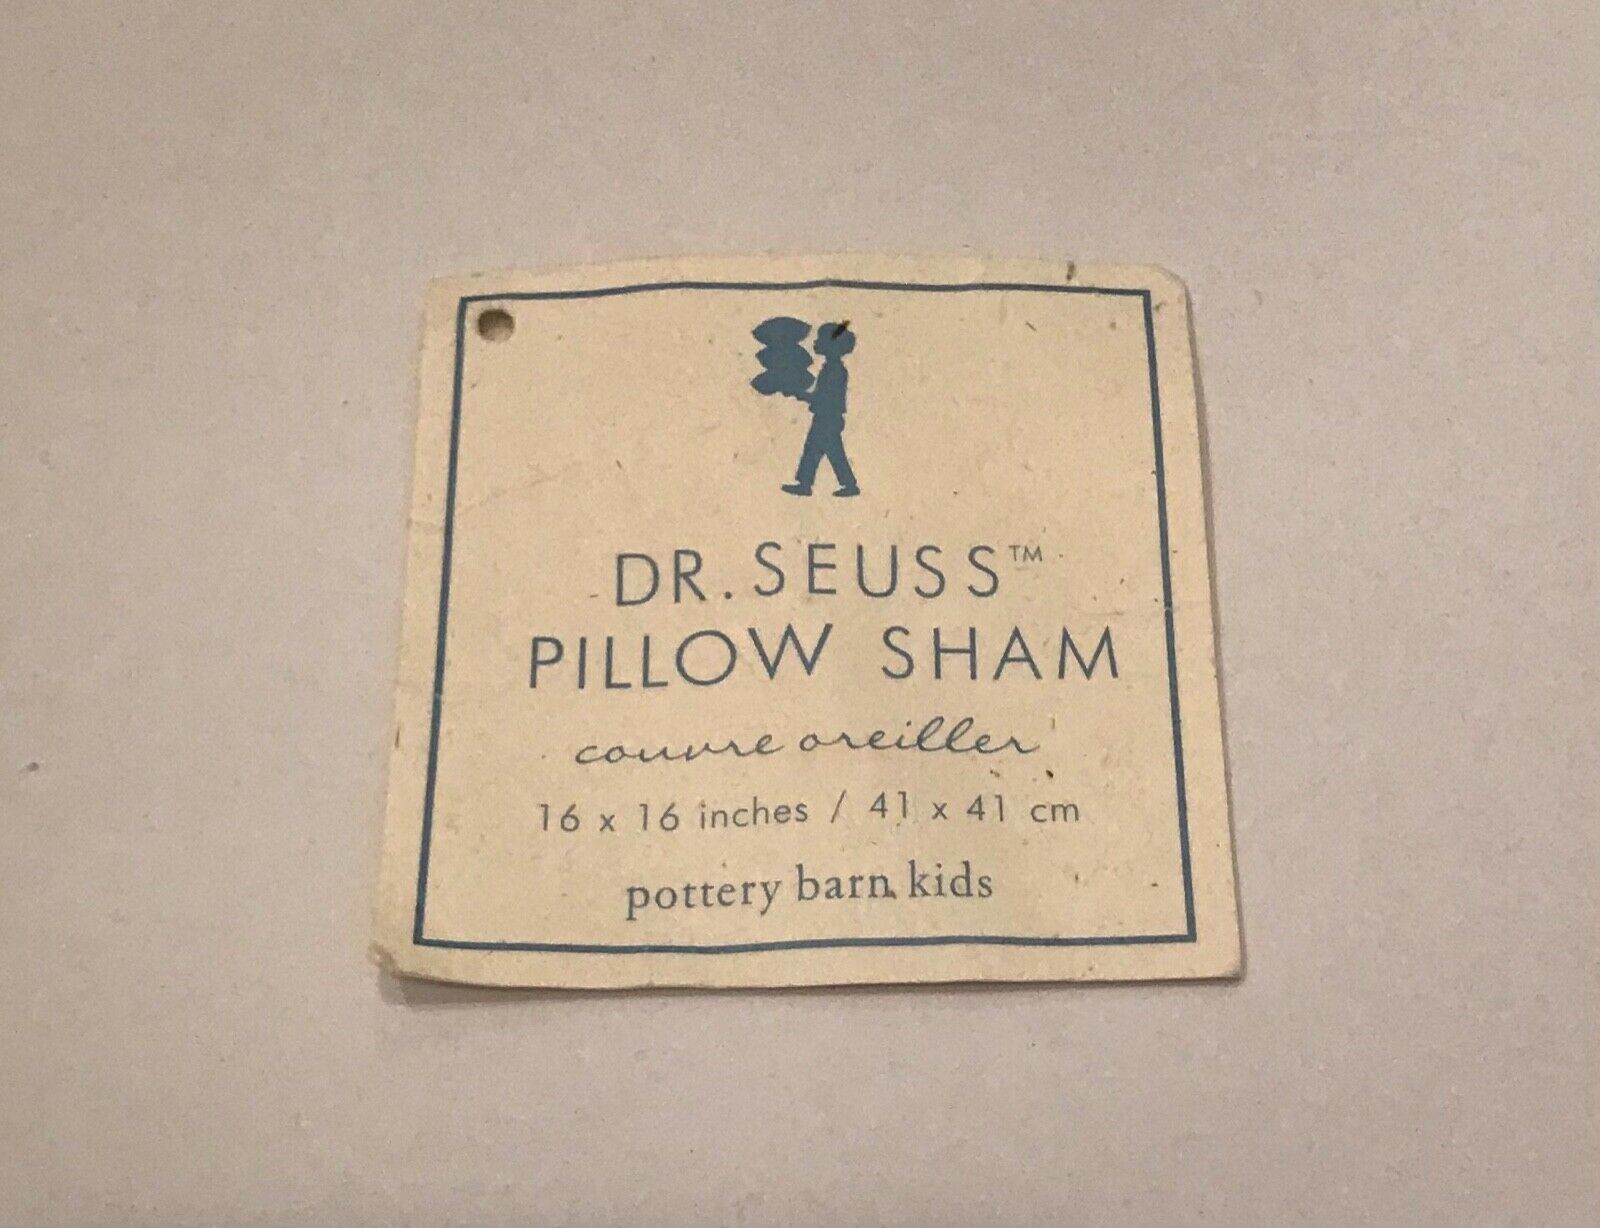 DR. SEUSS™
PILLOW SHAM
couvre oreiller
16 x 16 inches / 41 x 41 cm
pottery barn kids